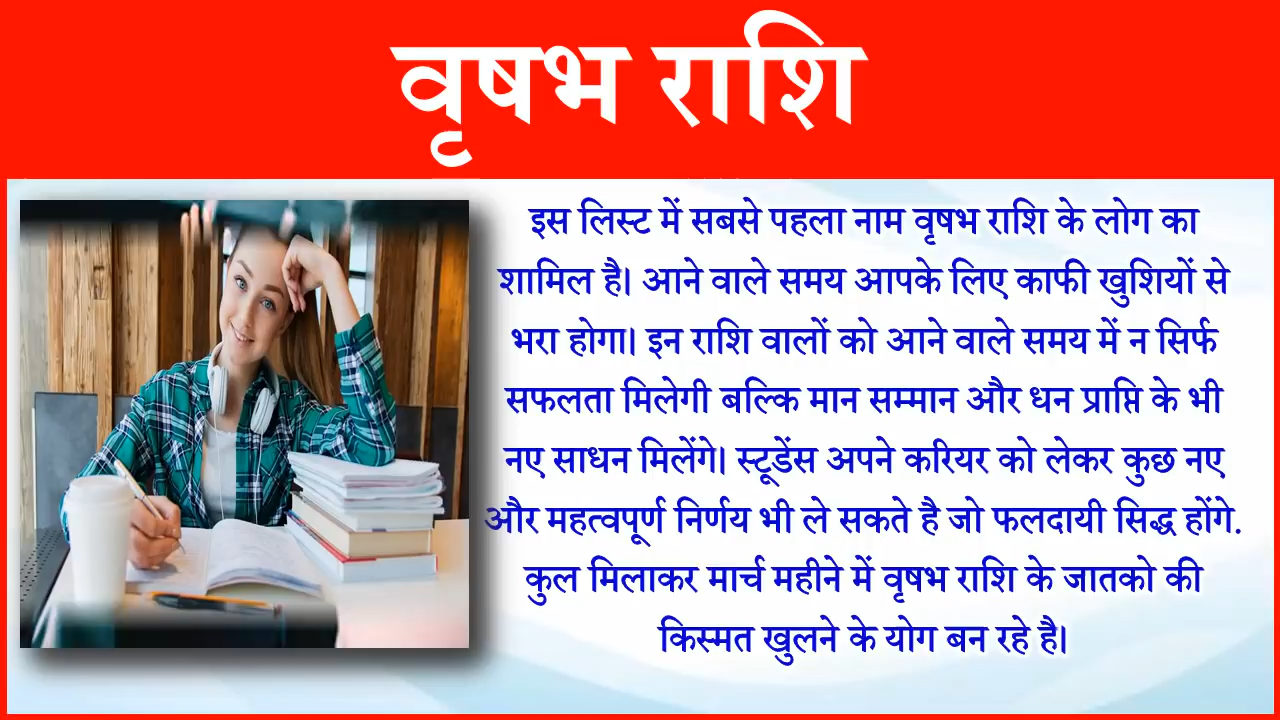 वृषभ राशि
इस लिस्ट में सबसे पहला नाम वृषभ राशि के लोग का
शामिल है। आने वाले समय आपके लिए काफी खुशियों से
भरा होगा। इन राशि वालों को आने वाले समय में न सिर्फ
सफलता मिलेगी बल्कि मान सम्मान और धन प्राप्ति के भी
नए साधन मिलेंगे। स्टूडेंस अपने करियर को लेकर कुछ नए
और महत्वपूर्ण निर्णय भी ले सकते है जो फलदायी सिद्ध होंगे.
कुल मिलाकर मार्च महीने में वृषभ राशि के जातको की
किस्मत खुलने के योग बन रहे है।